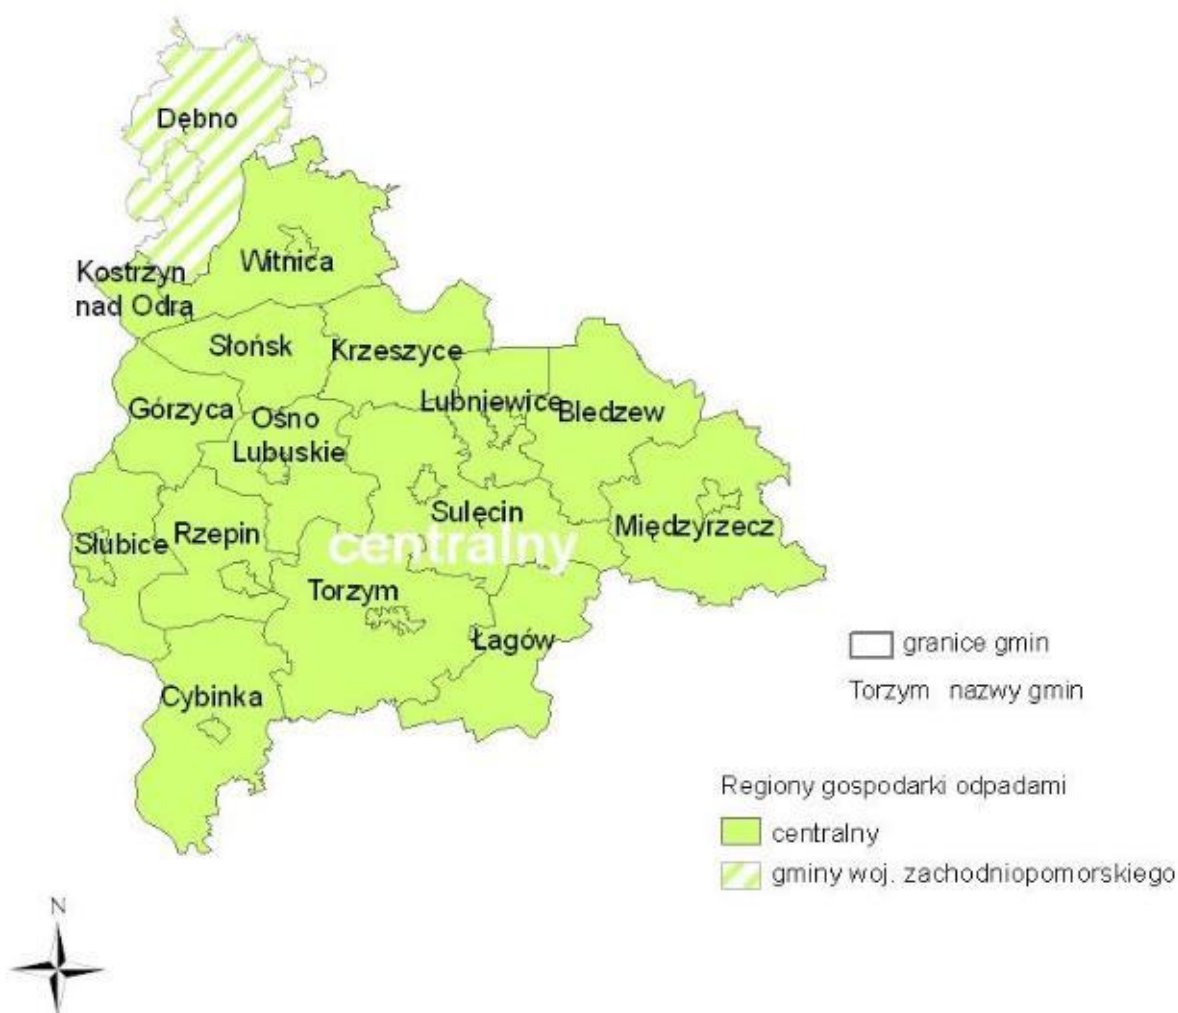 Dębno
Witnica
Kostrzyn
nad Odrą
Słońsk
Krzeszyce
Górzyca
Ośno
Lubuskie
Lubniewice
Bledzew
Sulęcin
Międzyrzecz
Słubice
Rzepin
centralny
Torzym
Łagów
Cybinka
granice gmin
Torzym nazwy gmin
Regiony gospodarki odpadami
centralny
gminy woj. zachodniopomorskiego
N